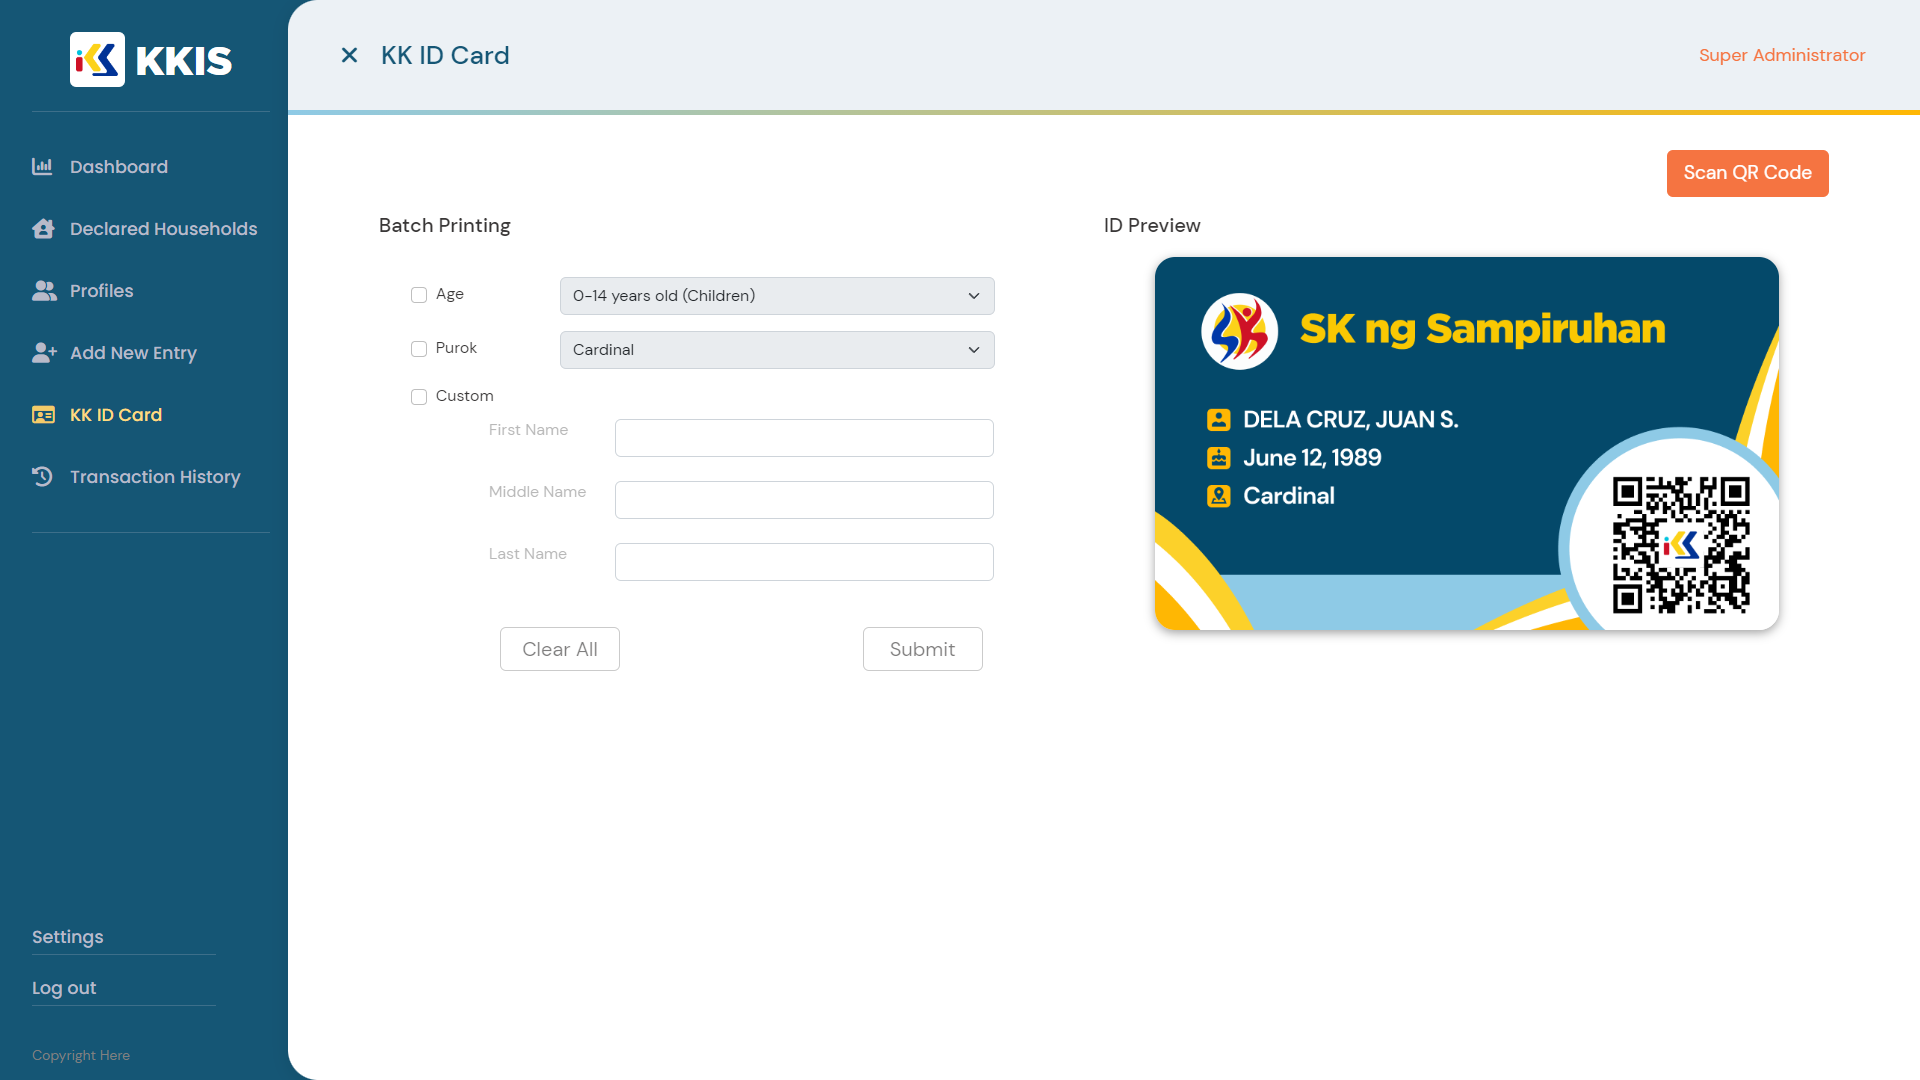 KKIS
Dashboard
Declared Households
Profiles
Add New Entry
KK ID Card
Transaction History
Settings
Log out
Copyright Here
KK ID Card
Super Administrator
Scan QR Code
Batch Printing
Age
0-14 years old (Children)
Purok
Cardinal
Custom
First Name
Middle Name
Last Name
Clear All
Submit
ID Preview
SK ng Sampiruhan
DELA CRUZ, JUAN S.
June 12, 1989
Cardinal